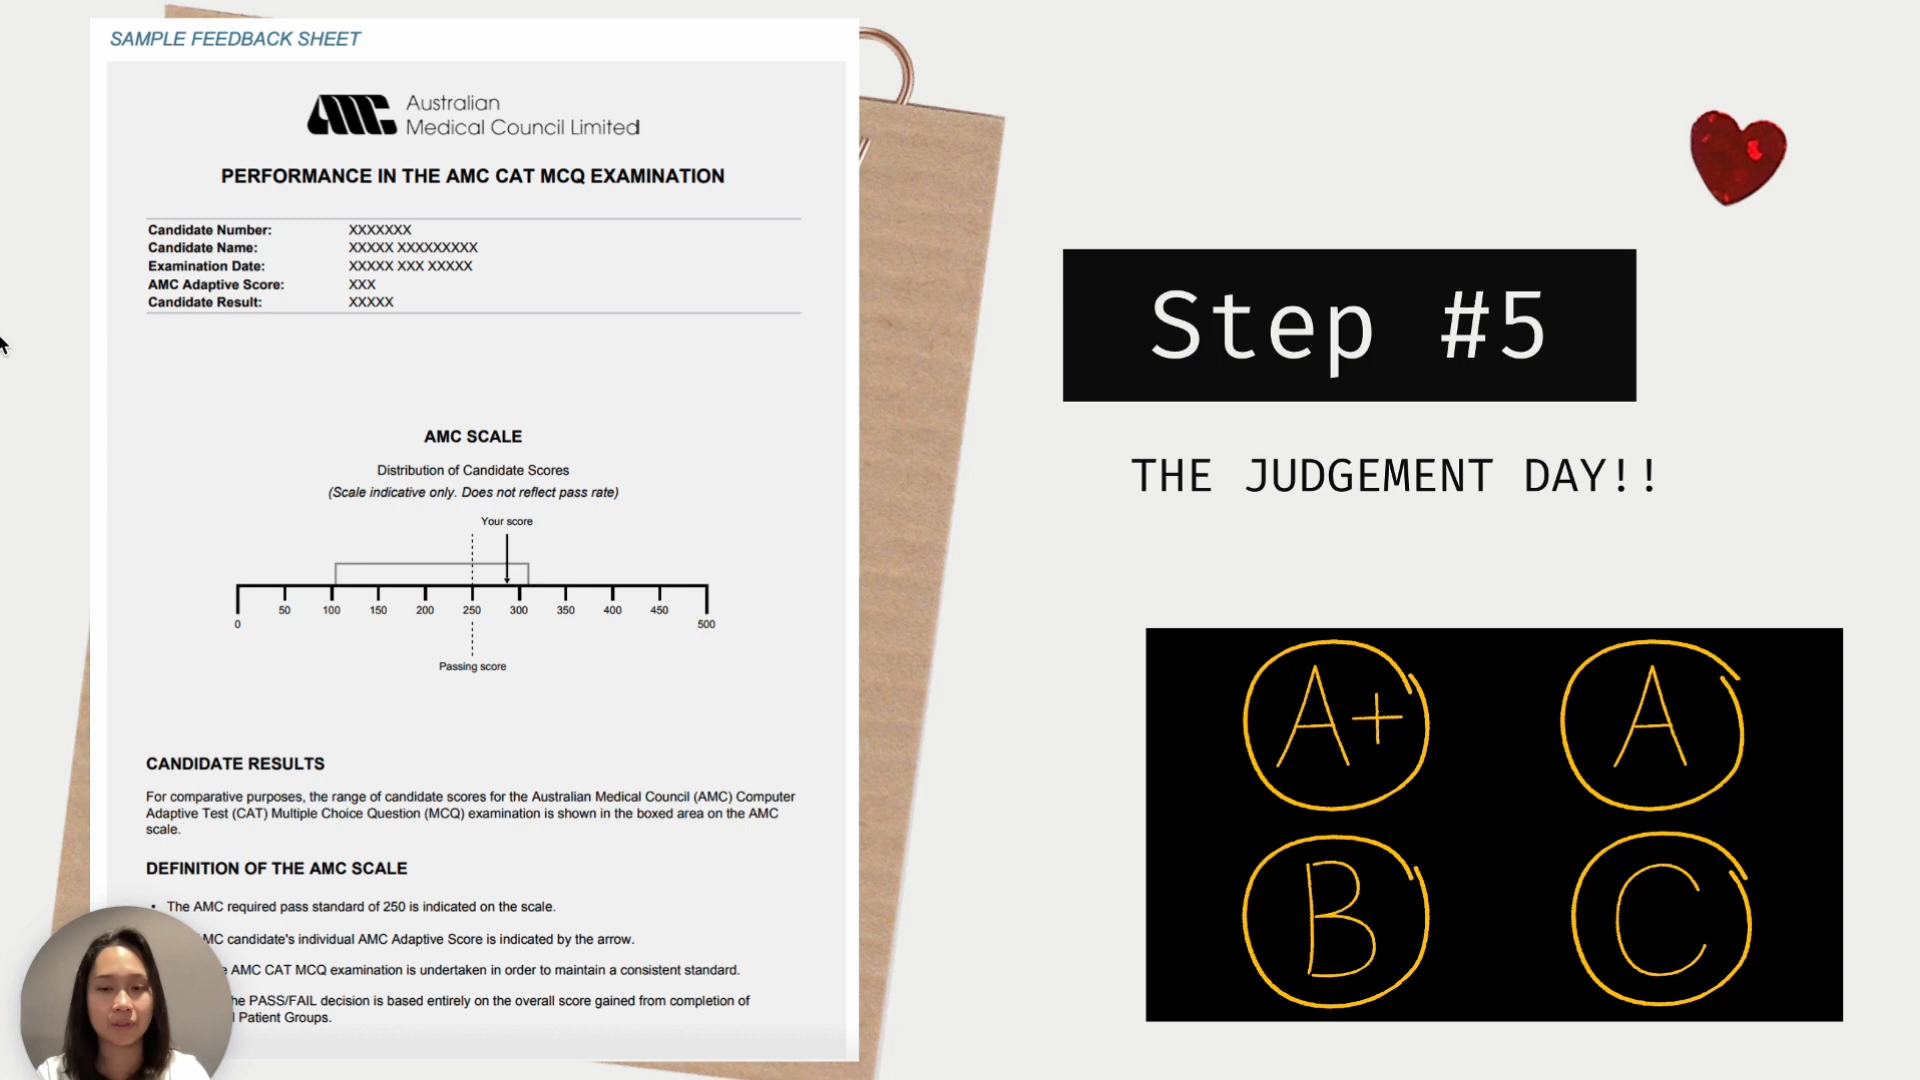 SAMPLE FEEDBACK SHEET
AMC Australian
Medical Council Limited
PERFORMANCE IN THE AMC CAT MCQ EXAMINATION
Candidate Number: XXXXXXX
Candidate Name: XXXXX XXXXXXXXX
Examination Date: XXXXX XXX XXXXX
AMC Adaptive Score: XXX
Candidate Result: XXXXX
AMC SCALE
Distribution of Candidate Scores
(Scale indicative only. Does not reflect pass rate)
Your score
50 100 150 200 250 300 350 400 450
0 500
Passing score
CANDIDATE RESULTS
For comparative purposes, the range of candidate scores for the Australian Medical Council (AMC) Computer
Adaptive Test (CAT) Multiple Choice Question (MCQ) examination is shown in the boxed area on the AMC
scale.
DEFINITION OF THE AMC SCALE
• The AMC required pass standard of 250 is indicated on the scale.
candidate's individual AMC Adaptive Score is indicated by the arrow.
AMC CAT MCQ examination is undertaken in order to maintain a consistent standard.
PASS/FAIL decision is based entirely on the overall score gained from completion of
Patient Groups.
Step #5
THE JUDGEMENT DAY!!
A+ A
B C